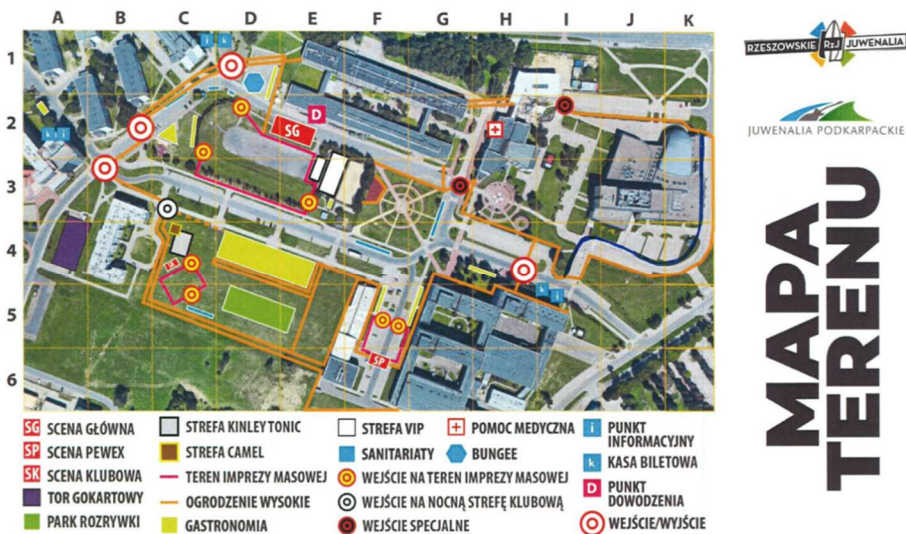 A B C D E F G H I J K
1
2
3
4
5
6
i k
k i
D
SG
SP
k i
RZESZOWSKIE RzJ JUWENALIA
JUWENALIA PODKARPACKIE
MAPA
TERENU
SG SCENA GŁÓWNA
SP SCENA PEWEX
SK SCENA KLUBOWA
TOR GOKARTOWY
PARK ROZRYWKI
STREFA KINLEY TONIC
STREFA CAMEL
TEREN IMPREZY MASOWEJ
OGRODZENIE WYSOKIE
GASTRONOMIA
STREFA VIP
SANITARIATY
WEJŚCIE NA TEREN IMPREZY MASOWEJ
WEJŚCIE NA NOCNĄ STREFĘ KLUBOWĄ
WEJŚCIE SPECJALNE
POMOC MEDYCZNA
BUNGEE
i PUNKT
INFORMACYJNY
k KASA BILETOWA
D PUNKT
DOWODZENIA
WEJŚCIE/WYJŚCIE